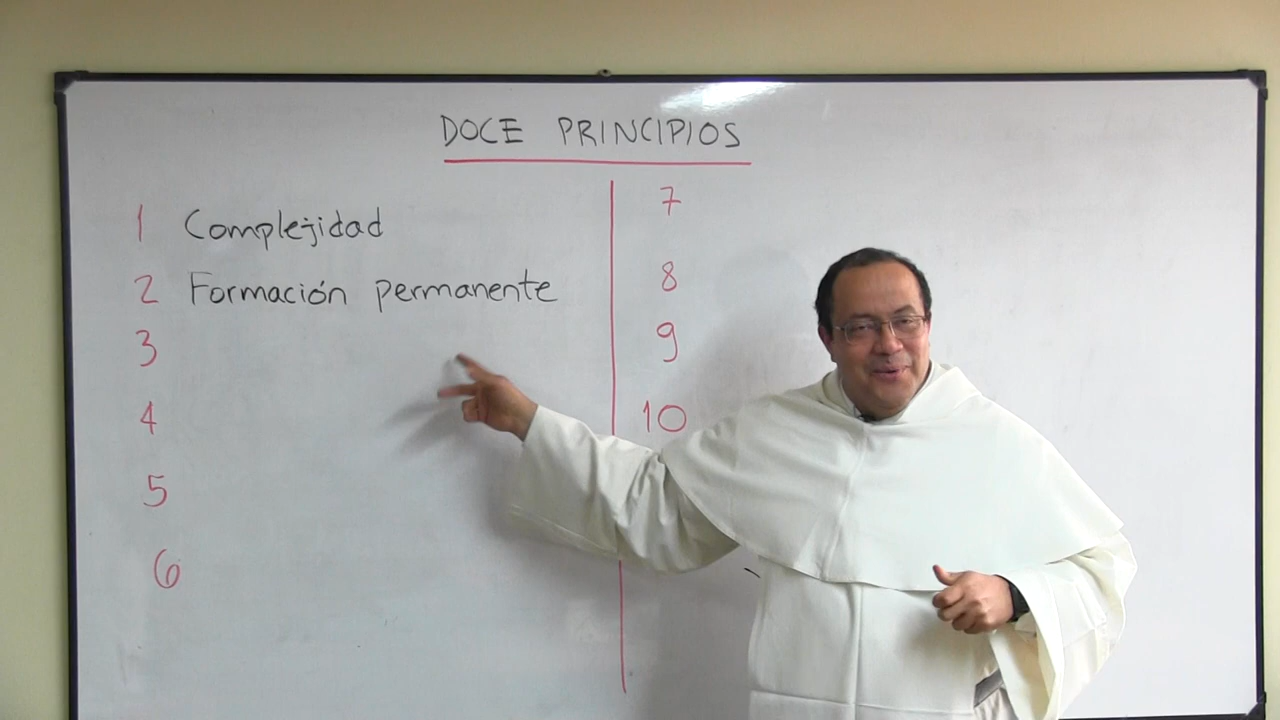 DOCE PRINCIPIOS
1 Complejidad
2 Formación permanente
3
4
5
6
7
8
9
10